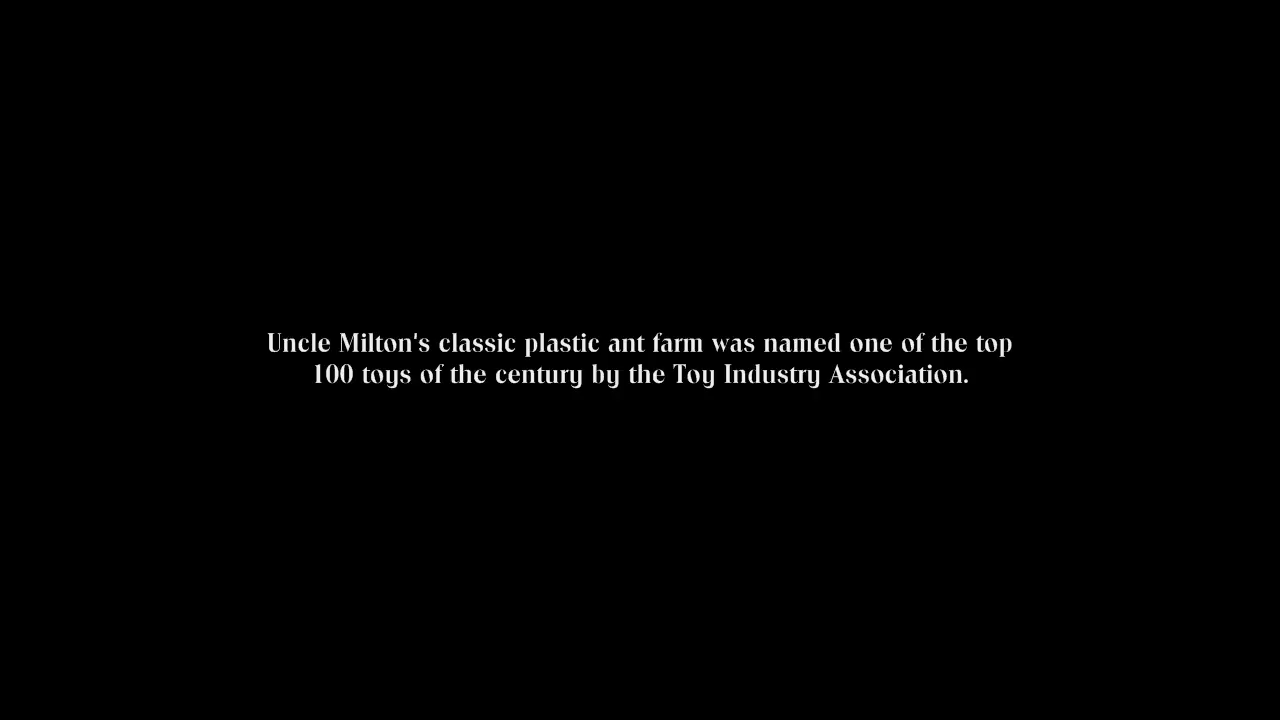 Uncle Milton's classic plastic ant farm was named one of the top
100 toys of the century by the Toy Industry Association.